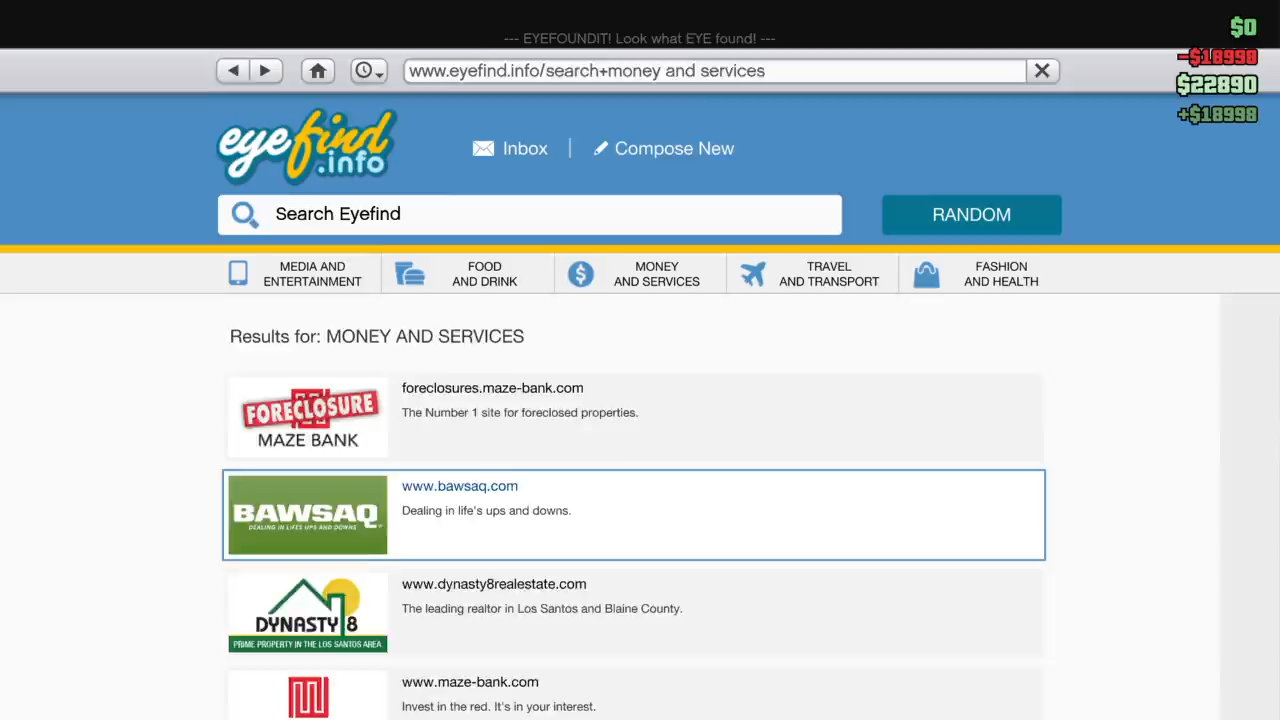 --- EYEFOUNDIT! Look what EYE found! ---
$0
-$18998
$22890
+$18998
www.eyefind.info/search+money and services
eyefind.info
Inbox
Compose New
Search Eyefind
RANDOM
MEDIA AND
ENTERTAINMENT
FOOD
AND DRINK
MONEY
AND SERVICES
TRAVEL
AND TRANSPORT
FASHION
AND HEALTH
Results for: MONEY AND SERVICES
FORECLOSURE
MAZE BANK
foreclosures.maze-bank.com
The Number 1 site for foreclosed properties.
BAWSAQ
DEALING IN LIFE'S UPS AND DOWNS
www.bawsaq.com
Dealing in life's ups and downs.
DYNASTY 8
PRIME PROPERTY IN THE LOS SANTOS AREA
www.dynasty8realestate.com
The leading realtor in Los Santos and Blaine County.
www.maze-bank.com
Invest in the red. It's in your interest.